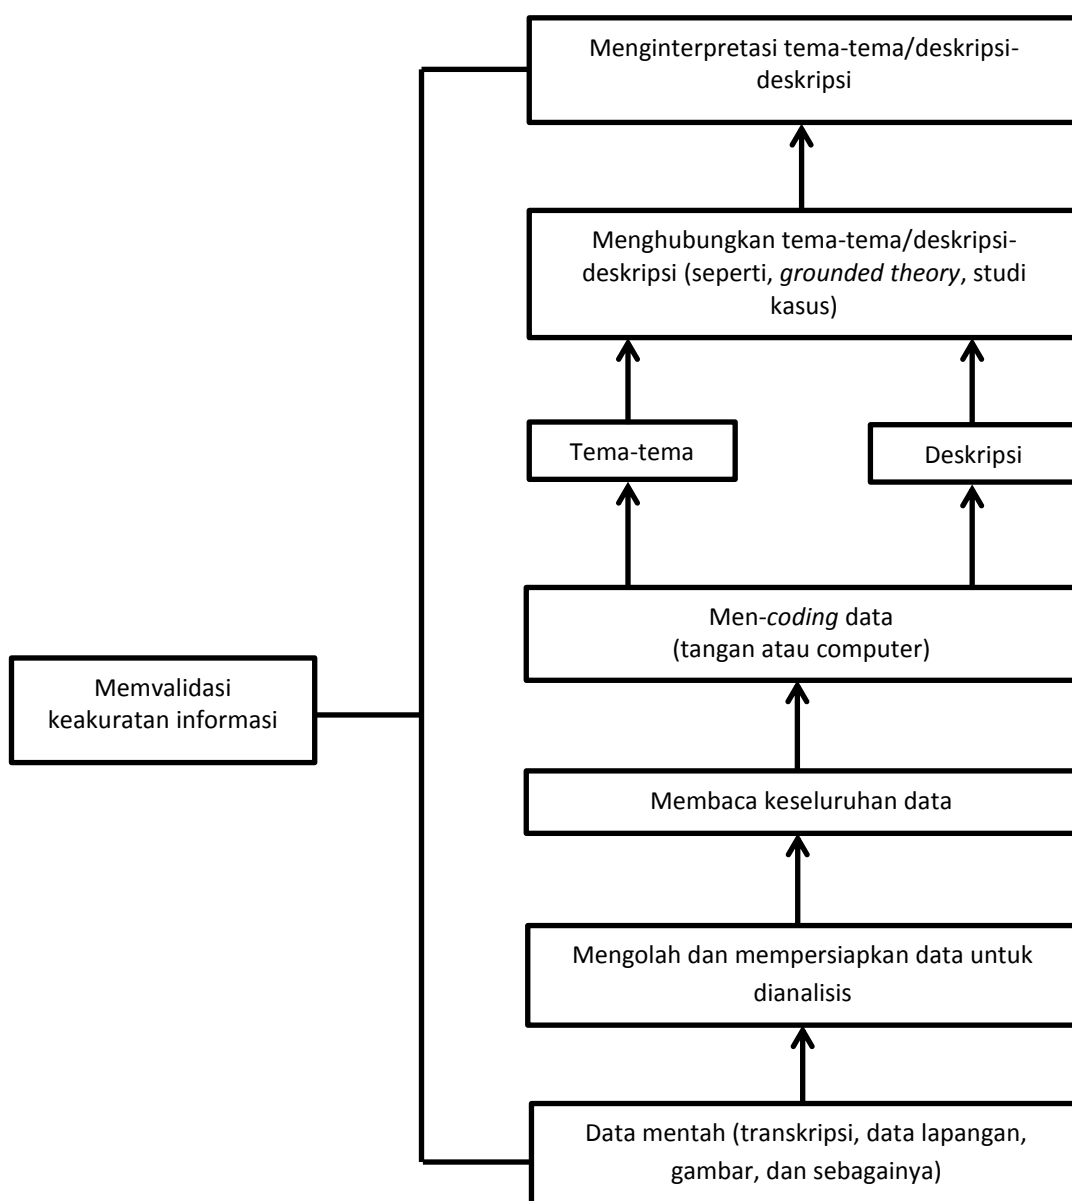 Menginterpretasi tema-tema/deskripsi-
deskripsi
Menghubungkan tema-tema/deskripsi-
deskripsi (seperti, grounded theory, studi
kasus)
Tema-tema
Deskripsi
Men-coding data
(tangan atau computer)
Memvalidasi
keakuratan informasi
Membaca keseluruhan data
Mengolah dan mempersiapkan data untuk
dianalisis
Data mentah (transkripsi, data lapangan,
gambar, dan sebagainya)